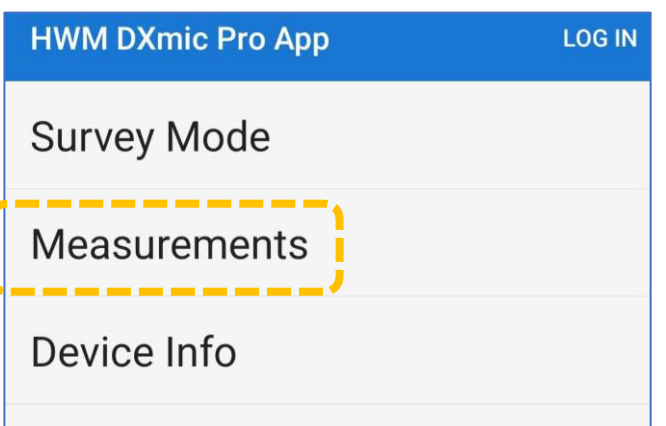 HWM DXmic Pro App LOG IN
Survey Mode
Measurements
Device Info